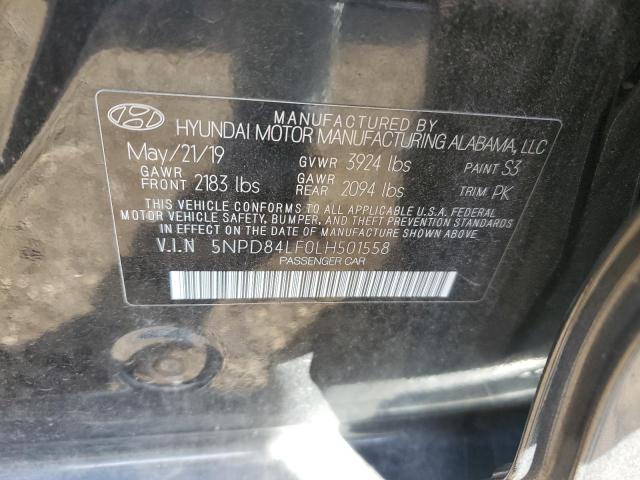 MANUFACTURED BY
HYUNDAI MOTOR MANUFACTURING ALABAMA, LLC
May/21/19 GVWR 3924 lbs PAINT S3
GAWR FRONT 2183 lbs GAWR REAR 2094 lbs TRIM PK
THIS VEHICLE CONFORMS TO ALL APPLICABLE U.S.A. FEDERAL
MOTOR VEHICLE SAFETY, BUMPER, AND THEFT PREVENTION STANDARDS
IN EFFECT ON THE DATE OF MANUFACTURE SHOWN ABOVE.
V.I.N 5NPD84LF0LH501558
PASSENGER CAR